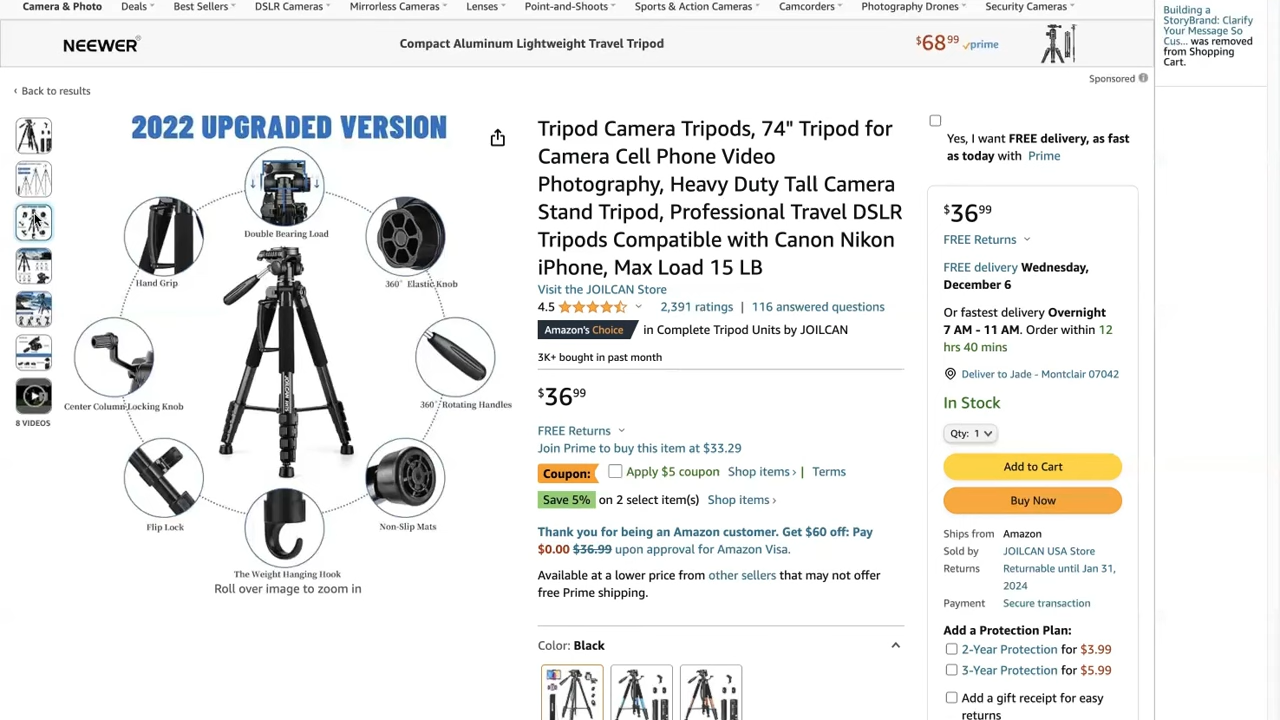 Camera & Photo Deals Best Sellers DSLR Cameras Mirrorless Cameras Lenses Point-and-Shoots Sports & Action Cameras Camcorders Photography Drones Security Cameras
Building a
StoryBrand: Clarify
Your Message So
Cus... was removed
from Shopping
Cart.
NEEWER®
Compact Aluminum Lightweight Travel Tripod
$68 99 prime
Sponsored
‹ Back to results
8 VIDEOS
2022 UPGRADED VERSION
Double Bearing Load
Hand Grip
360° Elastic Knob
Center Column Locking Knob
360° Rotating Handles
Flip Lock
Non-Slip Mats
The Weight Hanging Hook
Roll over image to zoom in
Tripod Camera Tripods, 74" Tripod for
Camera Cell Phone Video
Photography, Heavy Duty Tall Camera
Stand Tripod, Professional Travel DSLR
Tripods Compatible with Canon Nikon
iPhone, Max Load 15 LB
Visit the JOILCAN Store
4.5 2,391 ratings | 116 answered questions
Amazon's Choice in Complete Tripod Units by JOILCAN
3K+ bought in past month
$36 99
FREE Returns
Join Prime to buy this item at $33.29
Coupon: Apply $5 coupon Shop items › | Terms
Save 5% on 2 select item(s) Shop items ›
Thank you for being an Amazon customer. Get $60 off: Pay
$0.00 $36.99 upon approval for Amazon Visa.
Available at a lower price from other sellers that may not offer
free Prime shipping.
Color: Black
Yes, I want FREE delivery, as fast
as today with Prime
$36 99
FREE Returns
FREE delivery Wednesday,
December 6
Or fastest delivery Overnight
7 AM - 11 AM. Order within 12
hrs 40 mins
Deliver to Jade - Montclair 07042
In Stock
Qty: 1
Add to Cart
Buy Now
Ships from Amazon
Sold by JOILCAN USA Store
Returns Returnable until Jan 31,
2024
Payment Secure transaction
Add a Protection Plan:
2-Year Protection for $3.99
3-Year Protection for $5.99
Add a gift receipt for easy
returns